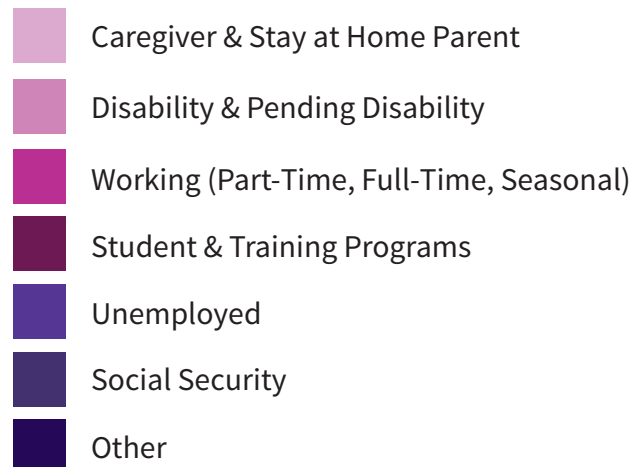 Caregiver & Stay at Home Parent
Disability & Pending Disability
Working (Part-Time, Full-Time, Seasonal)
Student & Training Programs
Unemployed
Social Security
Other